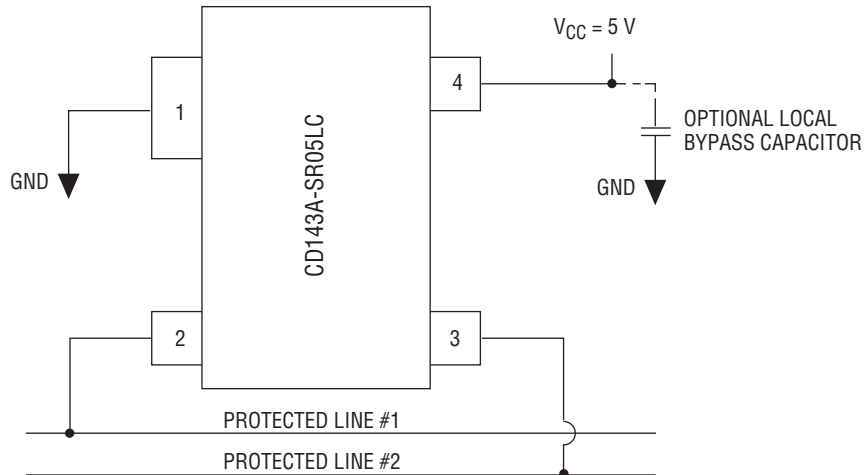 V_CC = 5 V
1
4
OPTIONAL LOCAL
BYPASS CAPACITOR
GND
GND
CD143A-SR05LC
2
3
PROTECTED LINE #1
PROTECTED LINE #2